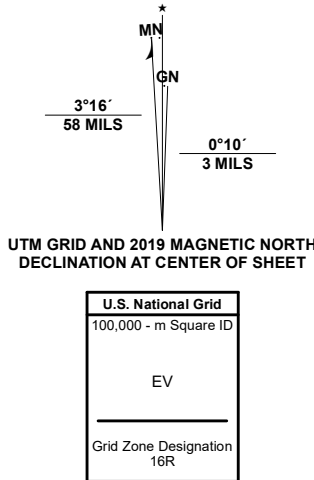 ★
MN
GN
3°16´
58 MILS
0°10´
3 MILS
UTM GRID AND 2019 MAGNETIC NORTH
DECLINATION AT CENTER OF SHEET
U.S. National Grid
100,000 - m Square ID
EV
Grid Zone Designation
16R